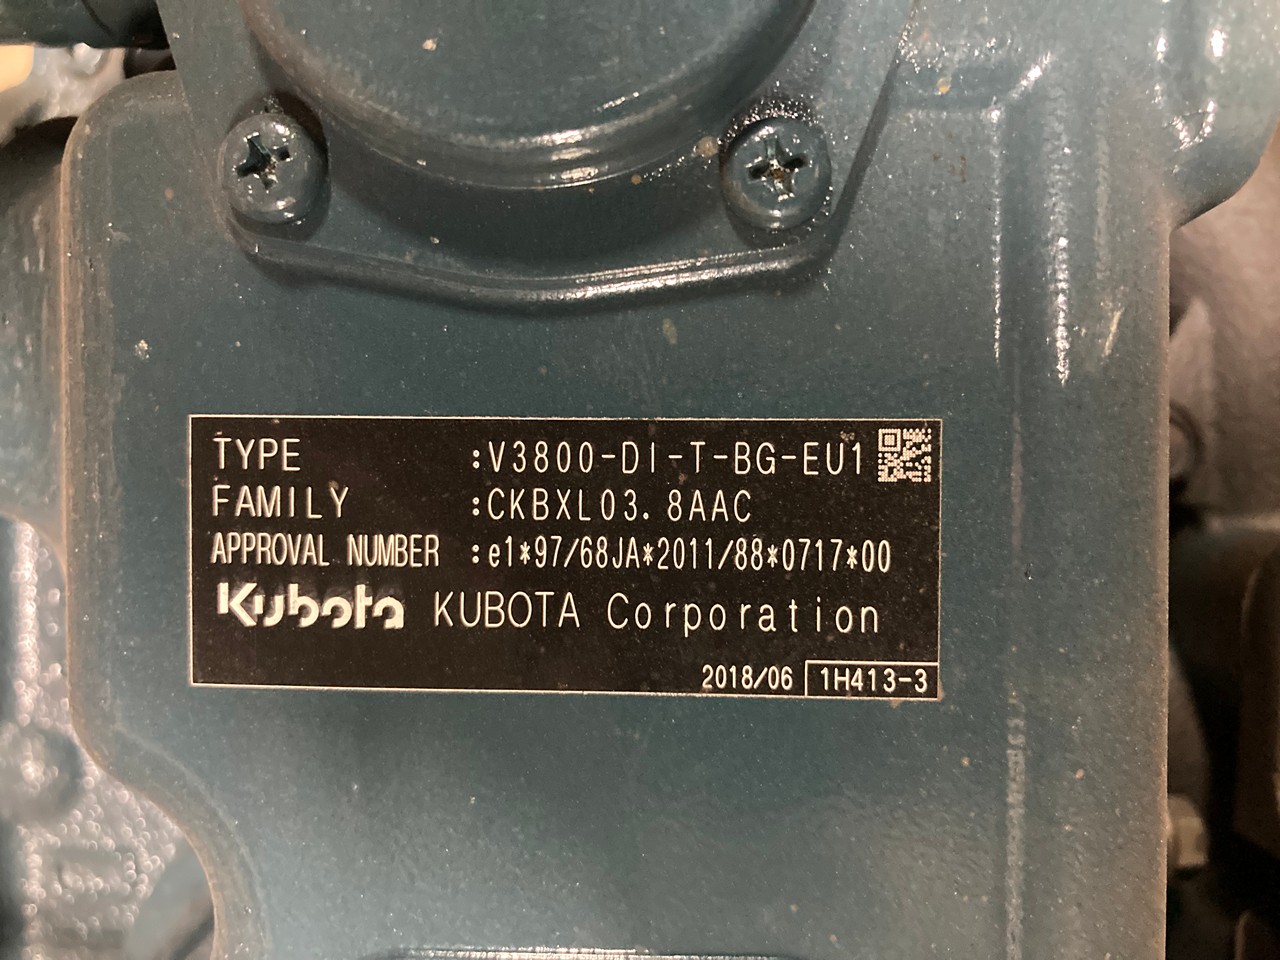 TYPE :V3800-DI-T-BG-EU1
FAMILY :CKBXL03.8AAC
APPROVAL NUMBER :e1*97/68JA*2011/88*0717*00
Kubota KUBOTA Corporation
2018/06 1H413-3